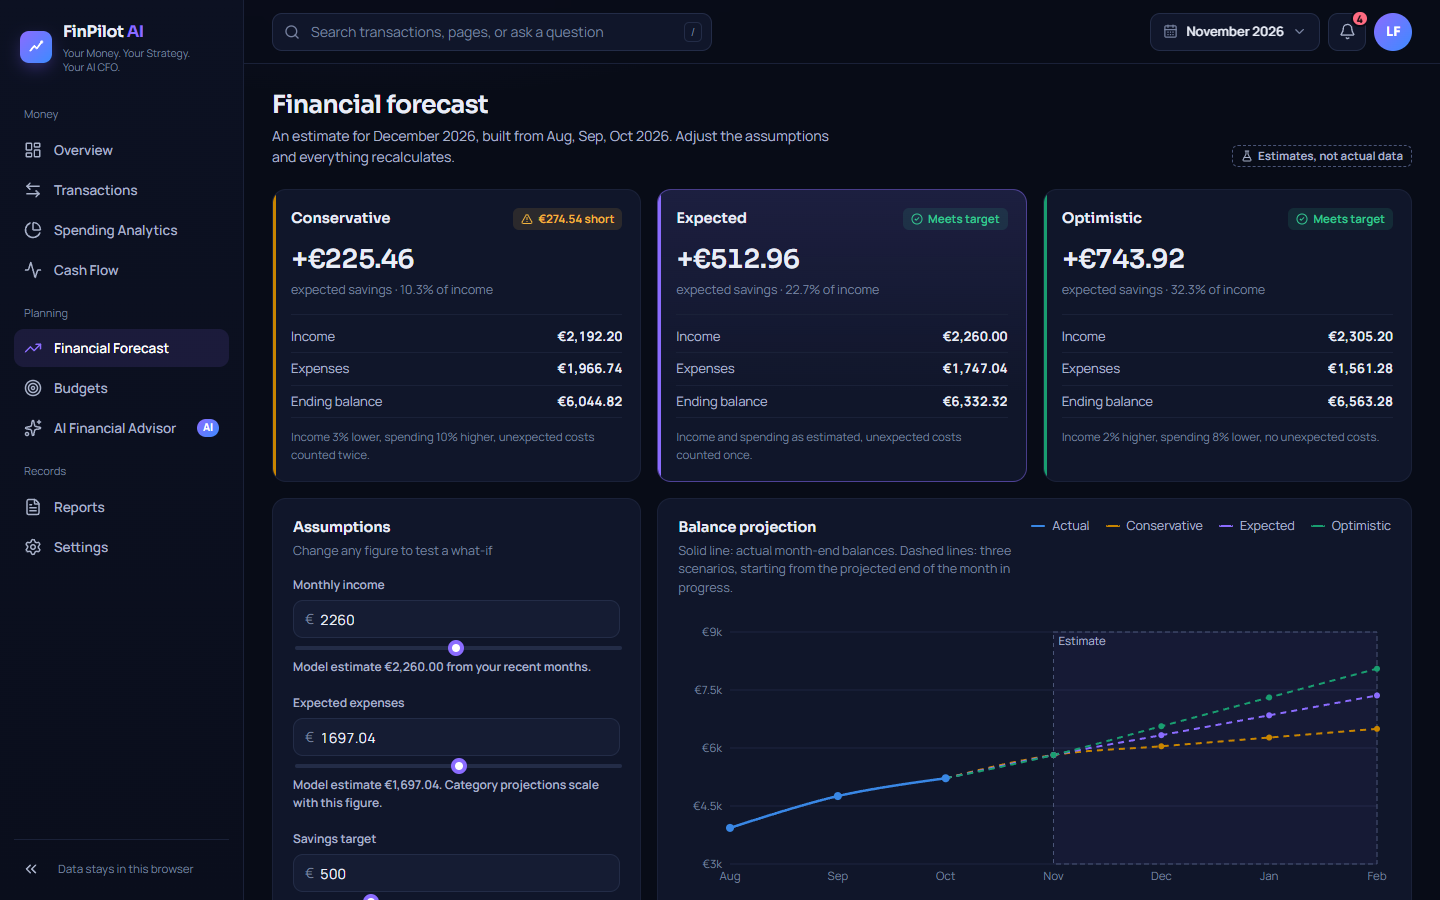 FinPilot AI
Your Money. Your Strategy.
Your AI CFO.
Money
Overview
Transactions
Spending Analytics
Cash Flow
Planning
Financial Forecast
Budgets
AI Financial Advisor
AI
Records
Reports
Settings
Data stays in this browser
Search transactions, pages, or ask a question
/
November 2026
4
LF
Financial forecast
An estimate for December 2026, built from Aug, Sep, Oct 2026. Adjust the assumptions
and everything recalculates.
Estimates, not actual data
Conservative
€274.54 short
+€225.46
expected savings · 10.3% of income
Income €2,192.20
Expenses €1,966.74
Ending balance €6,044.82
Income 3% lower, spending 10% higher, unexpected costs
counted twice.
Expected
Meets target
+€512.96
expected savings · 22.7% of income
Income €2,260.00
Expenses €1,747.04
Ending balance €6,332.32
Income and spending as estimated, unexpected costs
counted once.
Optimistic
Meets target
+€743.92
expected savings · 32.3% of income
Income €2,305.20
Expenses €1,561.28
Ending balance €6,563.28
Income 2% higher, spending 8% lower, no unexpected costs.
Assumptions
Change any figure to test a what-if
Monthly income
€ 2260
Model estimate €2,260.00 from your recent months.
Expected expenses
€ 1697.04
Model estimate €1,697.04. Category projections scale
with this figure.
Savings target
€ 500
Balance projection
Actual Conservative Expected Optimistic
Solid line: actual month-end balances. Dashed lines: three
scenarios, starting from the projected end of the month in
progress.
€9k
Estimate
€7.5k
€6k
€4.5k
€3k
Aug Sep Oct Nov Dec Jan Feb